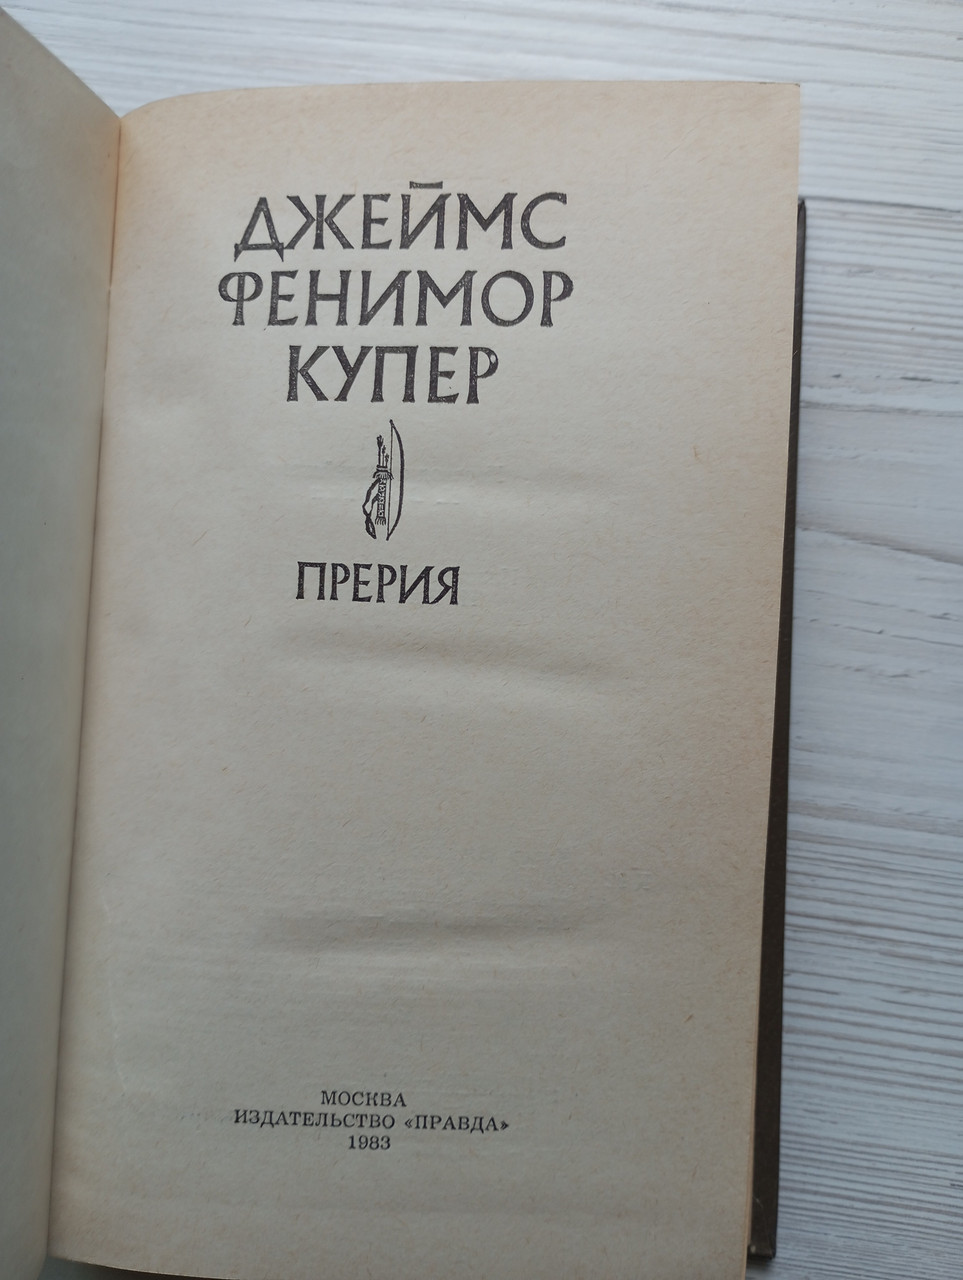 ДЖЕЙМС
ФЕНИМОР
КУПЕР
ПРЕРИЯ
МОСКВА
ИЗДАТЕЛЬСТВО «ПРАВДА»
1983